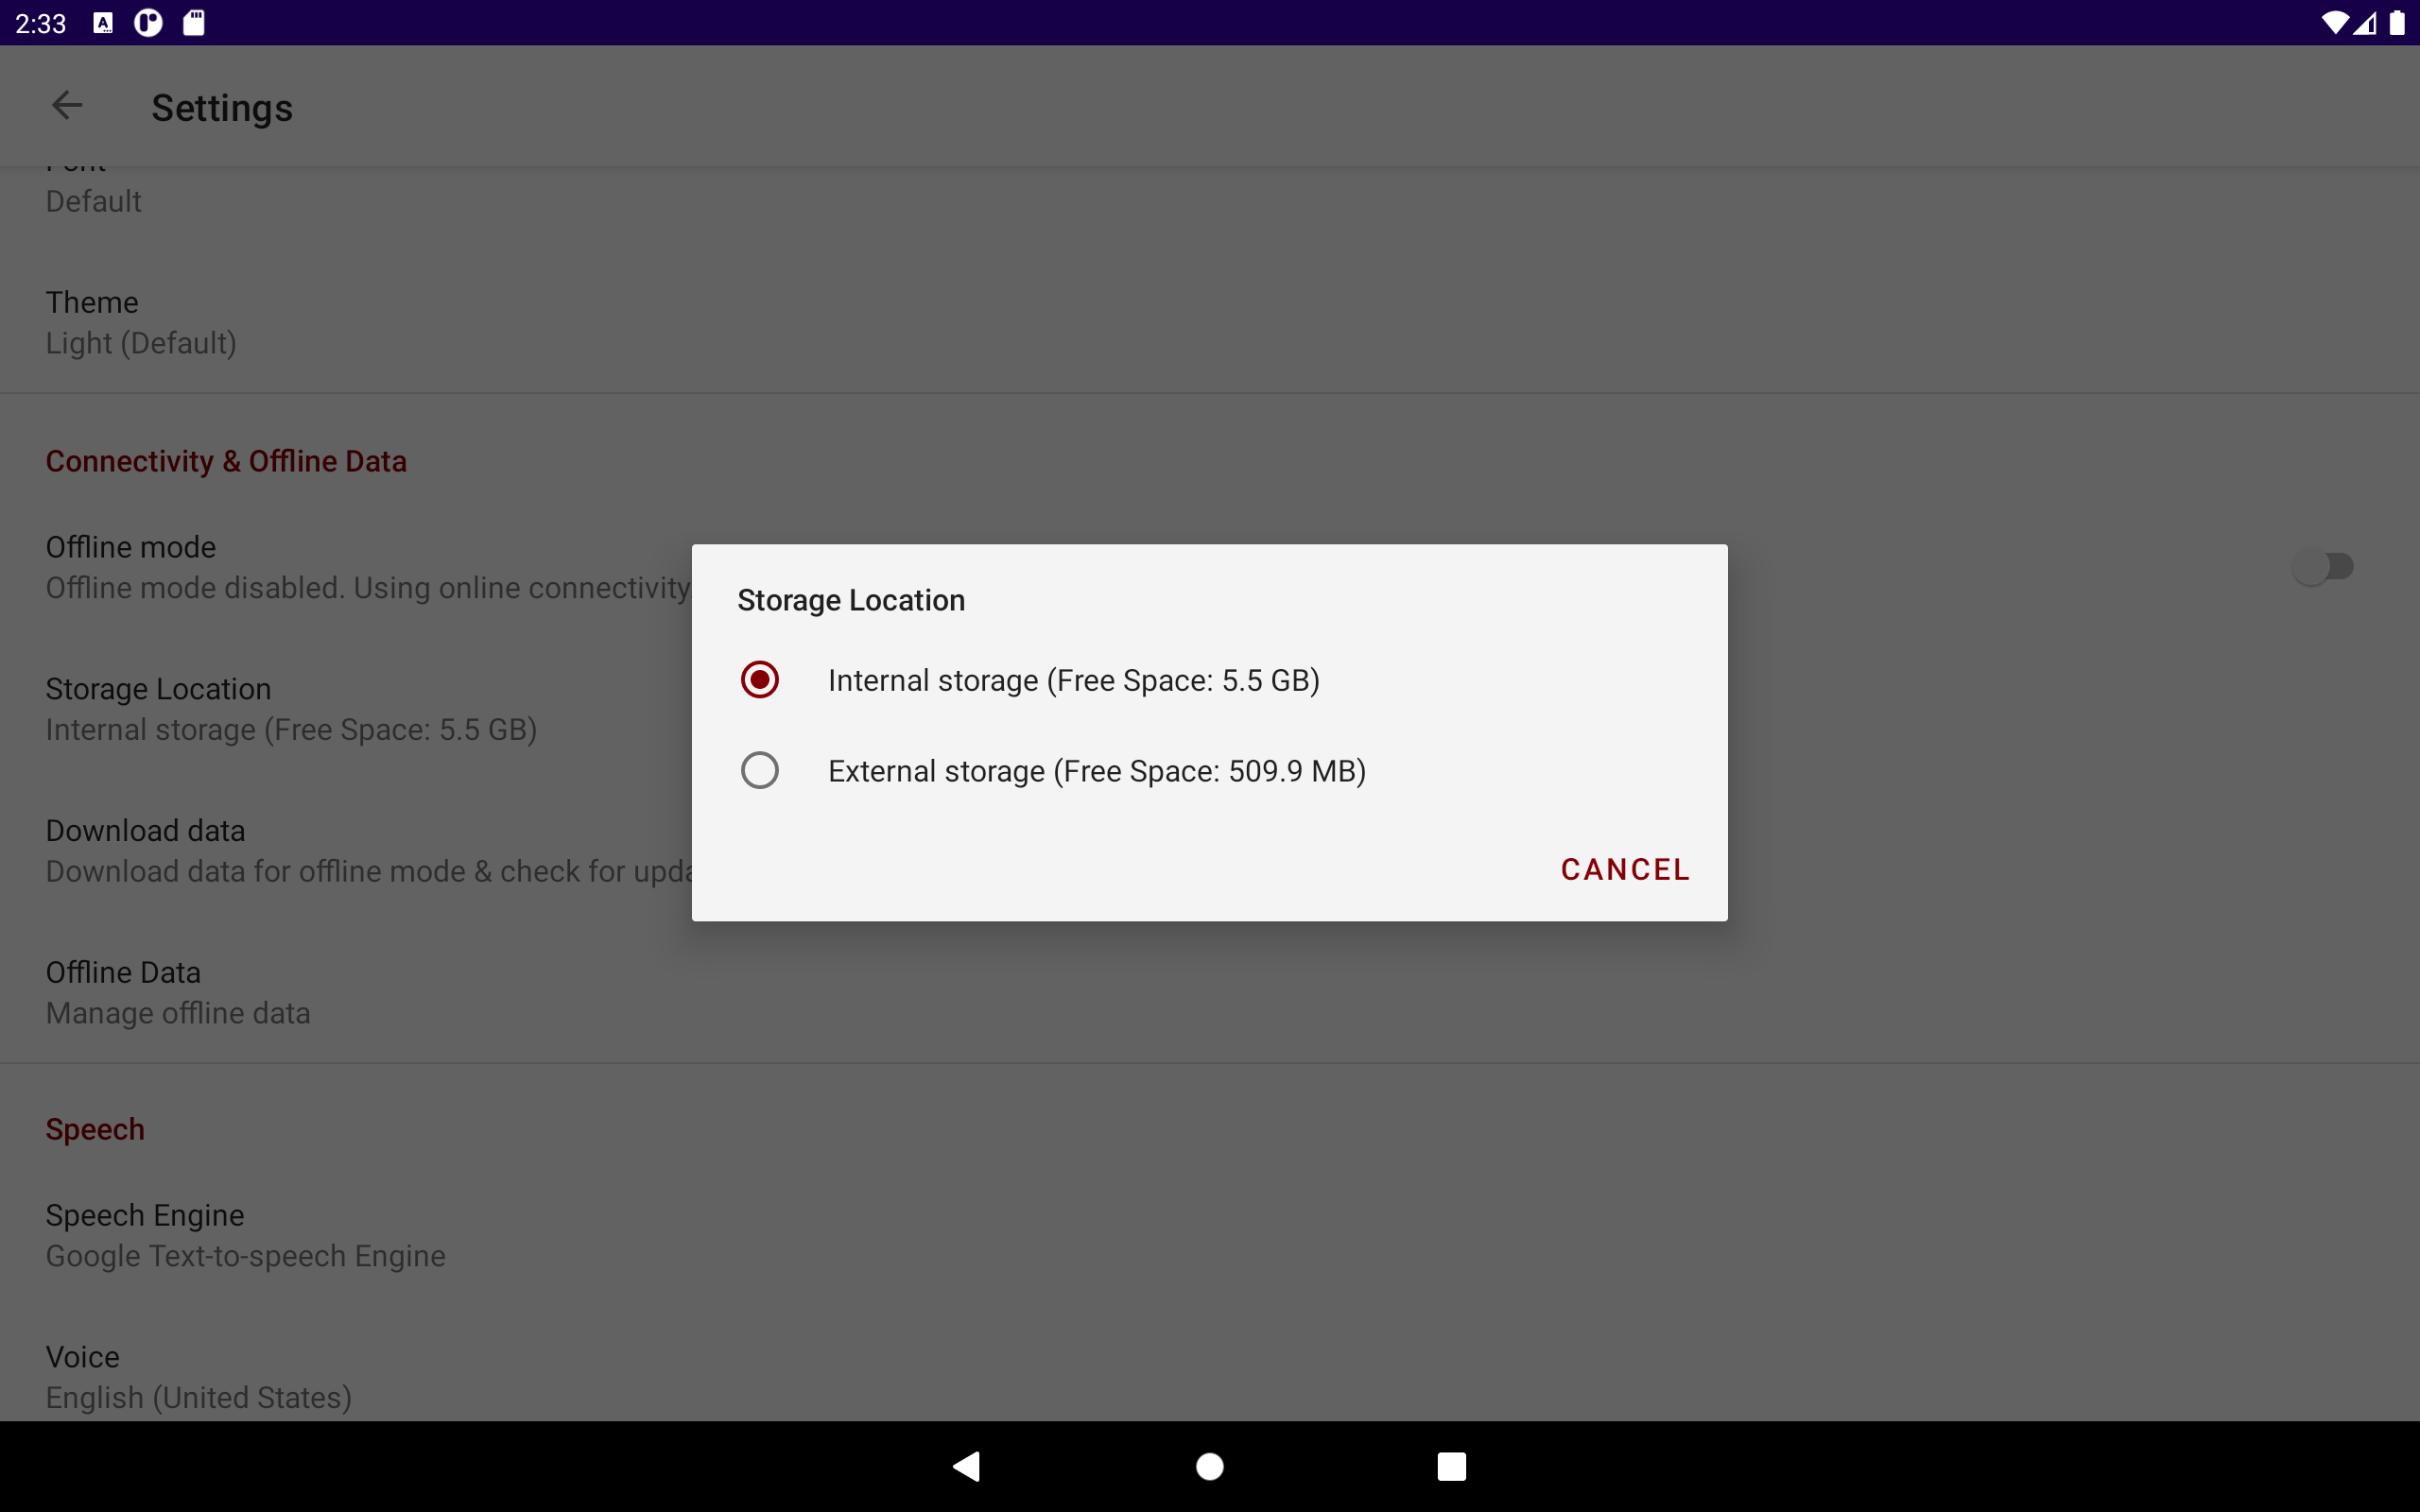 2:33
Settings
Font
Default
Theme
Light (Default)
Connectivity & Offline Data
Offline mode
Offline mode disabled. Using online connectivity
Storage Location
Internal storage (Free Space: 5.5 GB)
Download data
Download data for offline mode & check for upda
Offline Data
Manage offline data
Storage Location
Internal storage (Free Space: 5.5 GB)
External storage (Free Space: 509.9 MB)
CANCEL
Speech
Speech Engine
Google Text-to-speech Engine
Voice
English (United States)